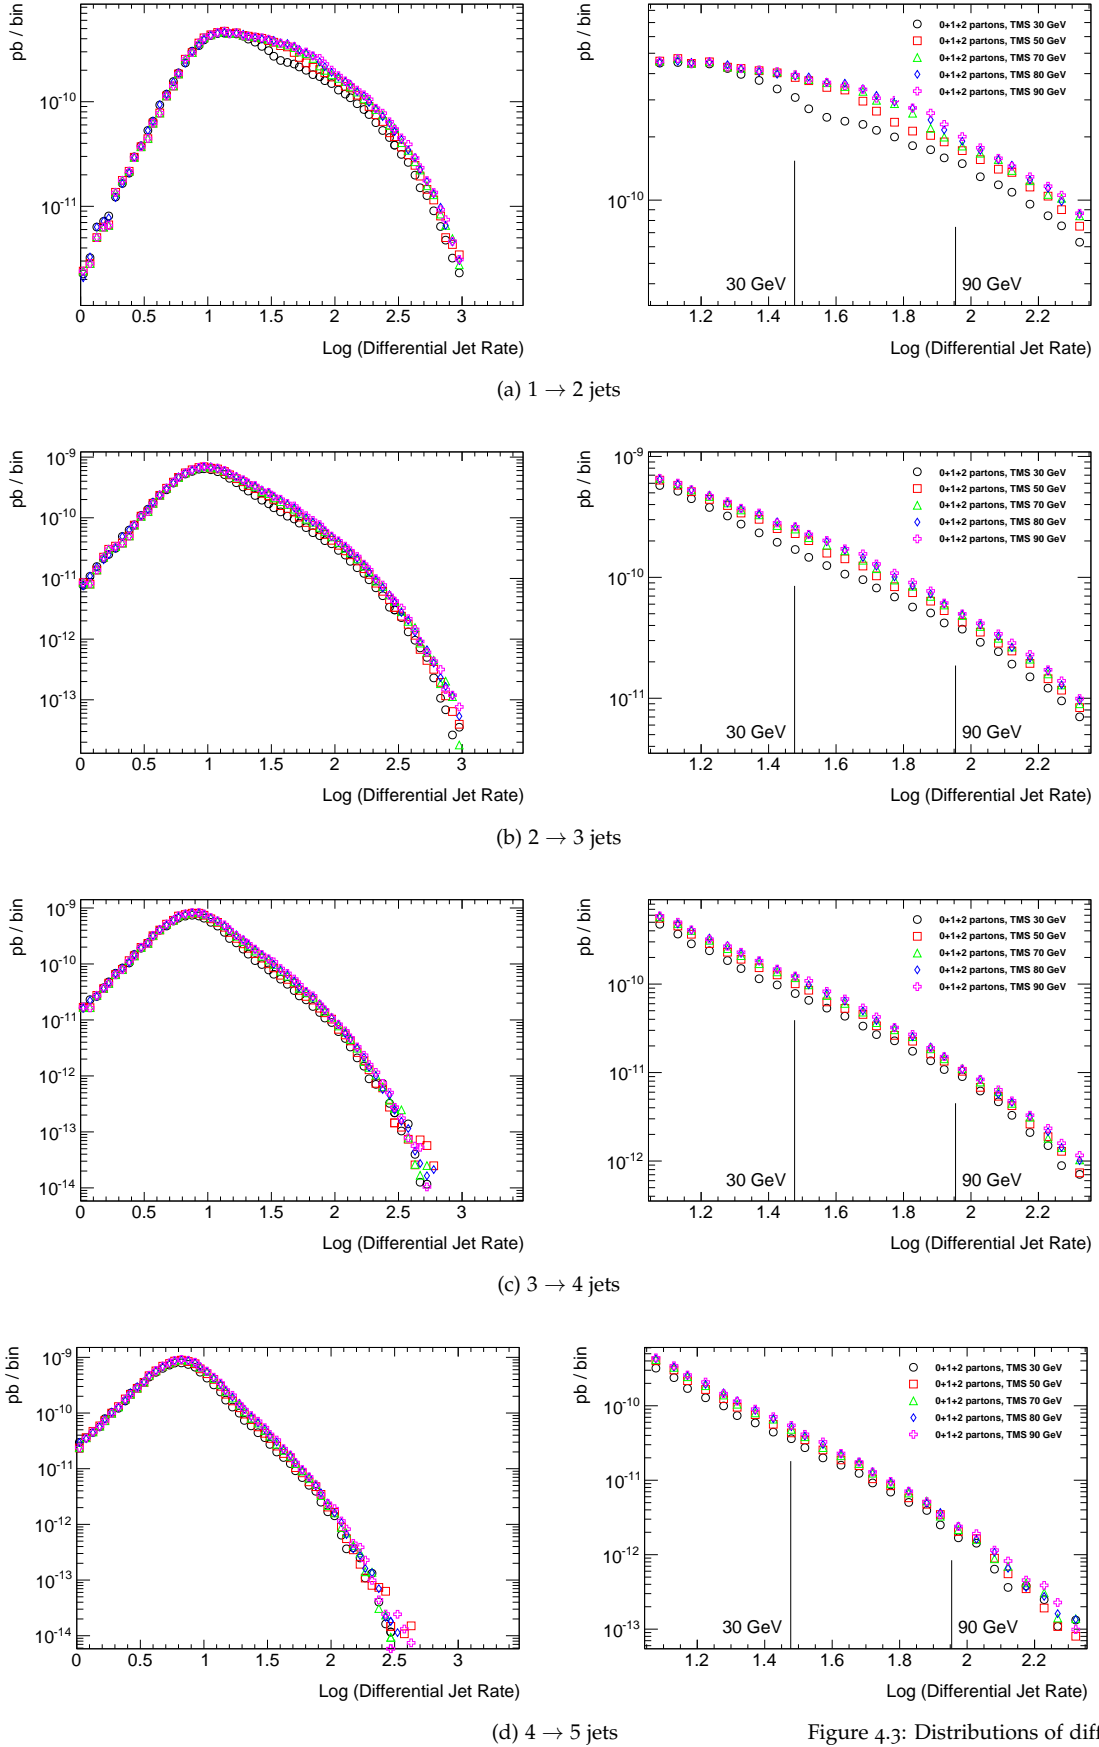 pb / bin
10⁻¹⁰
10⁻¹¹
0 0.5 1 1.5 2 2.5 3
Log (Differential Jet Rate)
pb / bin
0+1+2 partons, TMS 30 GeV
0+1+2 partons, TMS 50 GeV
0+1+2 partons, TMS 70 GeV
0+1+2 partons, TMS 80 GeV
0+1+2 partons, TMS 90 GeV
10⁻¹⁰
30 GeV
90 GeV
1.2 1.4 1.6 1.8 2 2.2
Log (Differential Jet Rate)
(a) 1 → 2 jets
pb / bin
10⁻⁹
10⁻¹⁰
10⁻¹¹
10⁻¹²
10⁻¹³
0 0.5 1 1.5 2 2.5 3
Log (Differential Jet Rate)
pb / bin
10⁻⁹
0+1+2 partons, TMS 30 GeV
0+1+2 partons, TMS 50 GeV
0+1+2 partons, TMS 70 GeV
0+1+2 partons, TMS 80 GeV
0+1+2 partons, TMS 90 GeV
10⁻¹⁰
10⁻¹¹
30 GeV
90 GeV
1.2 1.4 1.6 1.8 2 2.2
Log (Differential Jet Rate)
(b) 2 → 3 jets
pb / bin
10⁻⁹
10⁻¹⁰
10⁻¹¹
10⁻¹²
10⁻¹³
10⁻¹⁴
0 0.5 1 1.5 2 2.5 3
Log (Differential Jet Rate)
pb / bin
0+1+2 partons, TMS 30 GeV
0+1+2 partons, TMS 50 GeV
0+1+2 partons, TMS 70 GeV
0+1+2 partons, TMS 80 GeV
0+1+2 partons, TMS 90 GeV
10⁻¹⁰
10⁻¹¹
10⁻¹²
30 GeV
90 GeV
1.2 1.4 1.6 1.8 2 2.2
Log (Differential Jet Rate)
(c) 3 → 4 jets
pb / bin
10⁻⁹
10⁻¹⁰
10⁻¹¹
10⁻¹²
10⁻¹³
10⁻¹⁴
0 0.5 1 1.5 2 2.5 3
Log (Differential Jet Rate)
pb / bin
0+1+2 partons, TMS 30 GeV
0+1+2 partons, TMS 50 GeV
0+1+2 partons, TMS 70 GeV
0+1+2 partons, TMS 80 GeV
0+1+2 partons, TMS 90 GeV
10⁻¹⁰
10⁻¹¹
10⁻¹²
10⁻¹³
30 GeV
90 GeV
1.2 1.4 1.6 1.8 2 2.2
Log (Differential Jet Rate)
(d) 4 → 5 jets
Figure 4.3: Distributions of diff